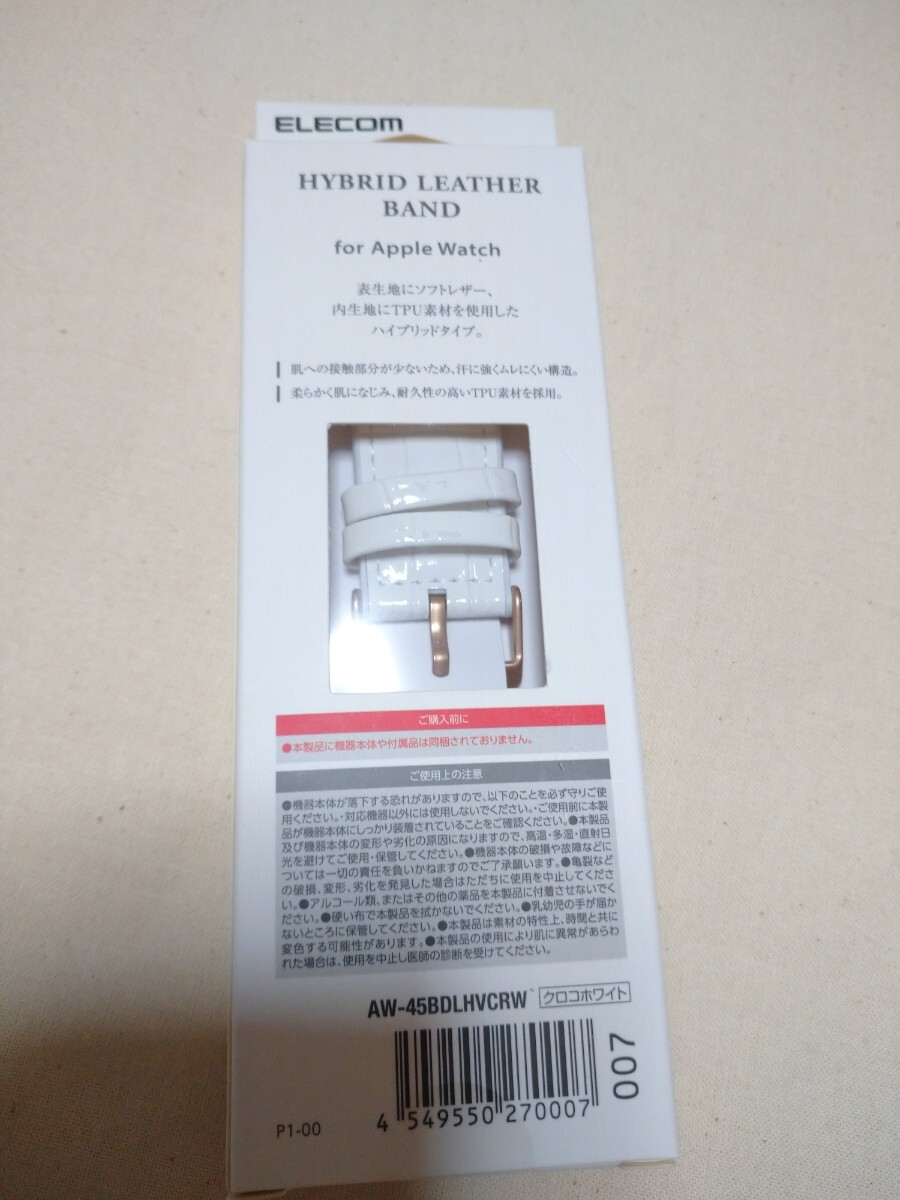 ELECOM
HYBRID LEATHER
BAND
for Apple Watch
表生地にソフトレザー、
内生地にTPU素材を使用した
ハイブリッドタイプ。
肌への接触部分が少ないため、汗に強くムレにくい構造。
柔らかく肌になじみ、耐久性の高いTPU素材を採用。
ご購入前に
●本製品に機器本体や付属品は同梱されておりません。
ご使用上の注意
●機器本体が落下する恐れがありますので、以下のことを必ず守りご使
用ください。・対応機器以外には使用しないでください。・ご使用前に本製
品が機器本体にしっかり装着されていることをご確認ください。●本製品
及び機器本体の変形や劣化の原因になりますので、高温・多湿・直射日
光を避けてご使用・保管してください。●機器本体の破損や故障などに
ついては一切の責任を負いかねますのでご了承願います。●亀裂など
の破損、変形、劣化を発見した場合はただちに使用を中止してくださ
い。●アルコール類、またはその他の薬品を本製品に付着させないでく
ださい。●硬い布で本製品を拭かないでください。●乳幼児の手が届か
ないところに保管してください。●本製品は素材の特性上、時間と共に
変色する可能性があります。●本製品の使用により肌に異常があらわ
れた場合は、使用を中止し医師の診断を受けてください。
AW-45BDLHVCRW クロコホワイト
007
4 549550 270007
P1-00